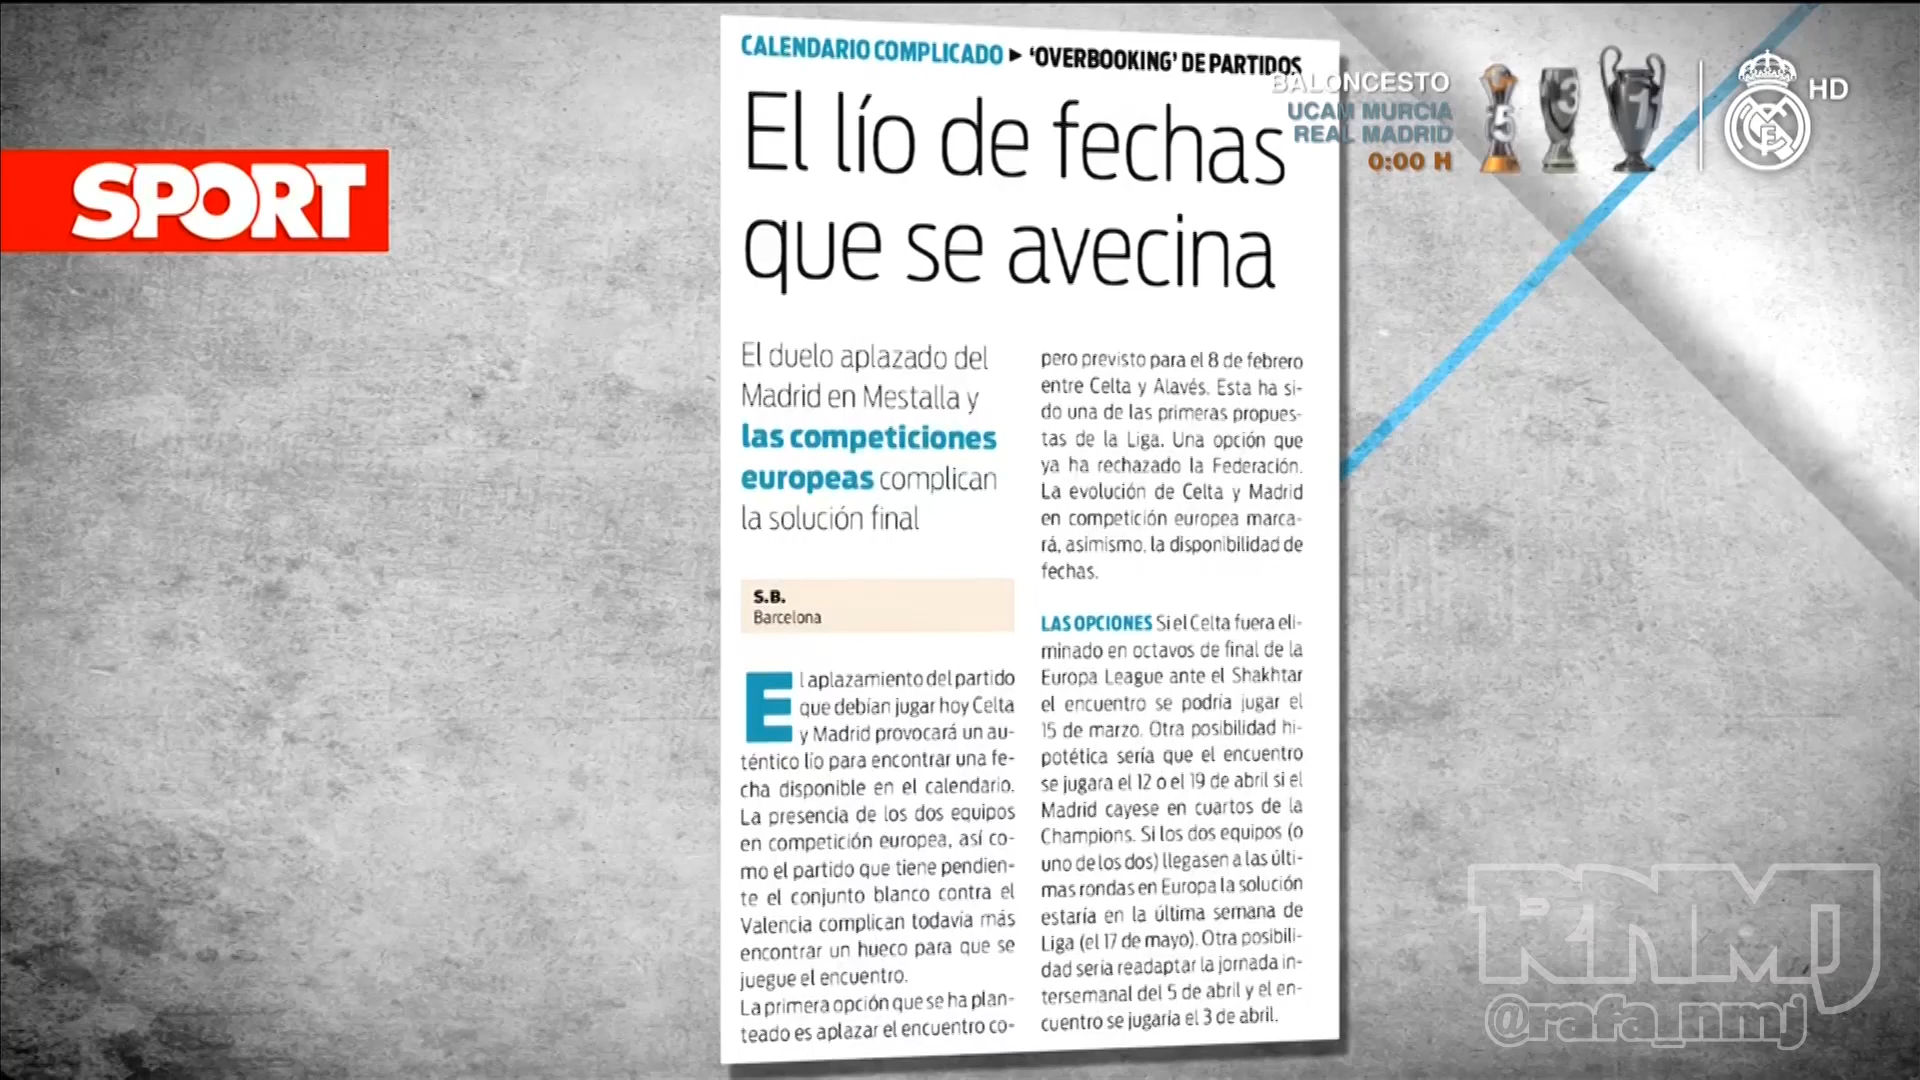 CALENDARIO COMPLICADO ▶ ‘OVERBOOKING’ DE PARTIDOS
El lío de fechas
que se avecina
SPORT
BALONCESTO
UCAM MURCIA
REAL MADRID
0:00 H
5
3
11
HD
El duelo aplazado del
Madrid en Mestalla y
las competiciones
europeas complican
la solución final
S.B.
Barcelona
El aplazamiento del partido
que debían jugar hoy Celta
y Madrid provocará un au-
téntico lío para encontrar una fe-
cha disponible en el calendario.
La presencia de los dos equipos
en competición europea, así co-
mo el partido que tiene pendien-
te el conjunto blanco contra el
Valencia complican todavía más
encontrar un hueco para que se
juegue el encuentro.
La primera opción que se ha plan-
teado es aplazar el encuentro co-
pero previsto para el 8 de febrero
entre Celta y Alavés. Esta ha si-
do una de las primeras propues-
tas de la Liga. Una opción que
ya ha rechazado la Federación.
La evolución de Celta y Madrid
en competición europea marca-
rá, asimismo, la disponibilidad de
fechas.
LAS OPCIONES Si el Celta fuera eli-
minado en octavos de final de la
Europa League ante el Shakhtar
el encuentro se podría jugar el
15 de marzo. Otra posibilidad hi-
potética sería que el encuentro
se jugara el 12 o el 19 de abril si el
Madrid cayese en cuartos de la
Champions. Si los dos equipos (o
uno de los dos) llegasen a las últi-
mas rondas en Europa la solución
estaría en la última semana de
Liga (el 17 de mayo). Otra posibili-
dad sería readaptar la jornada in-
tersemanal del 5 de abril y el en-
cuentro se jugaría el 3 de abril.
RNMJ
@rafa_nmj